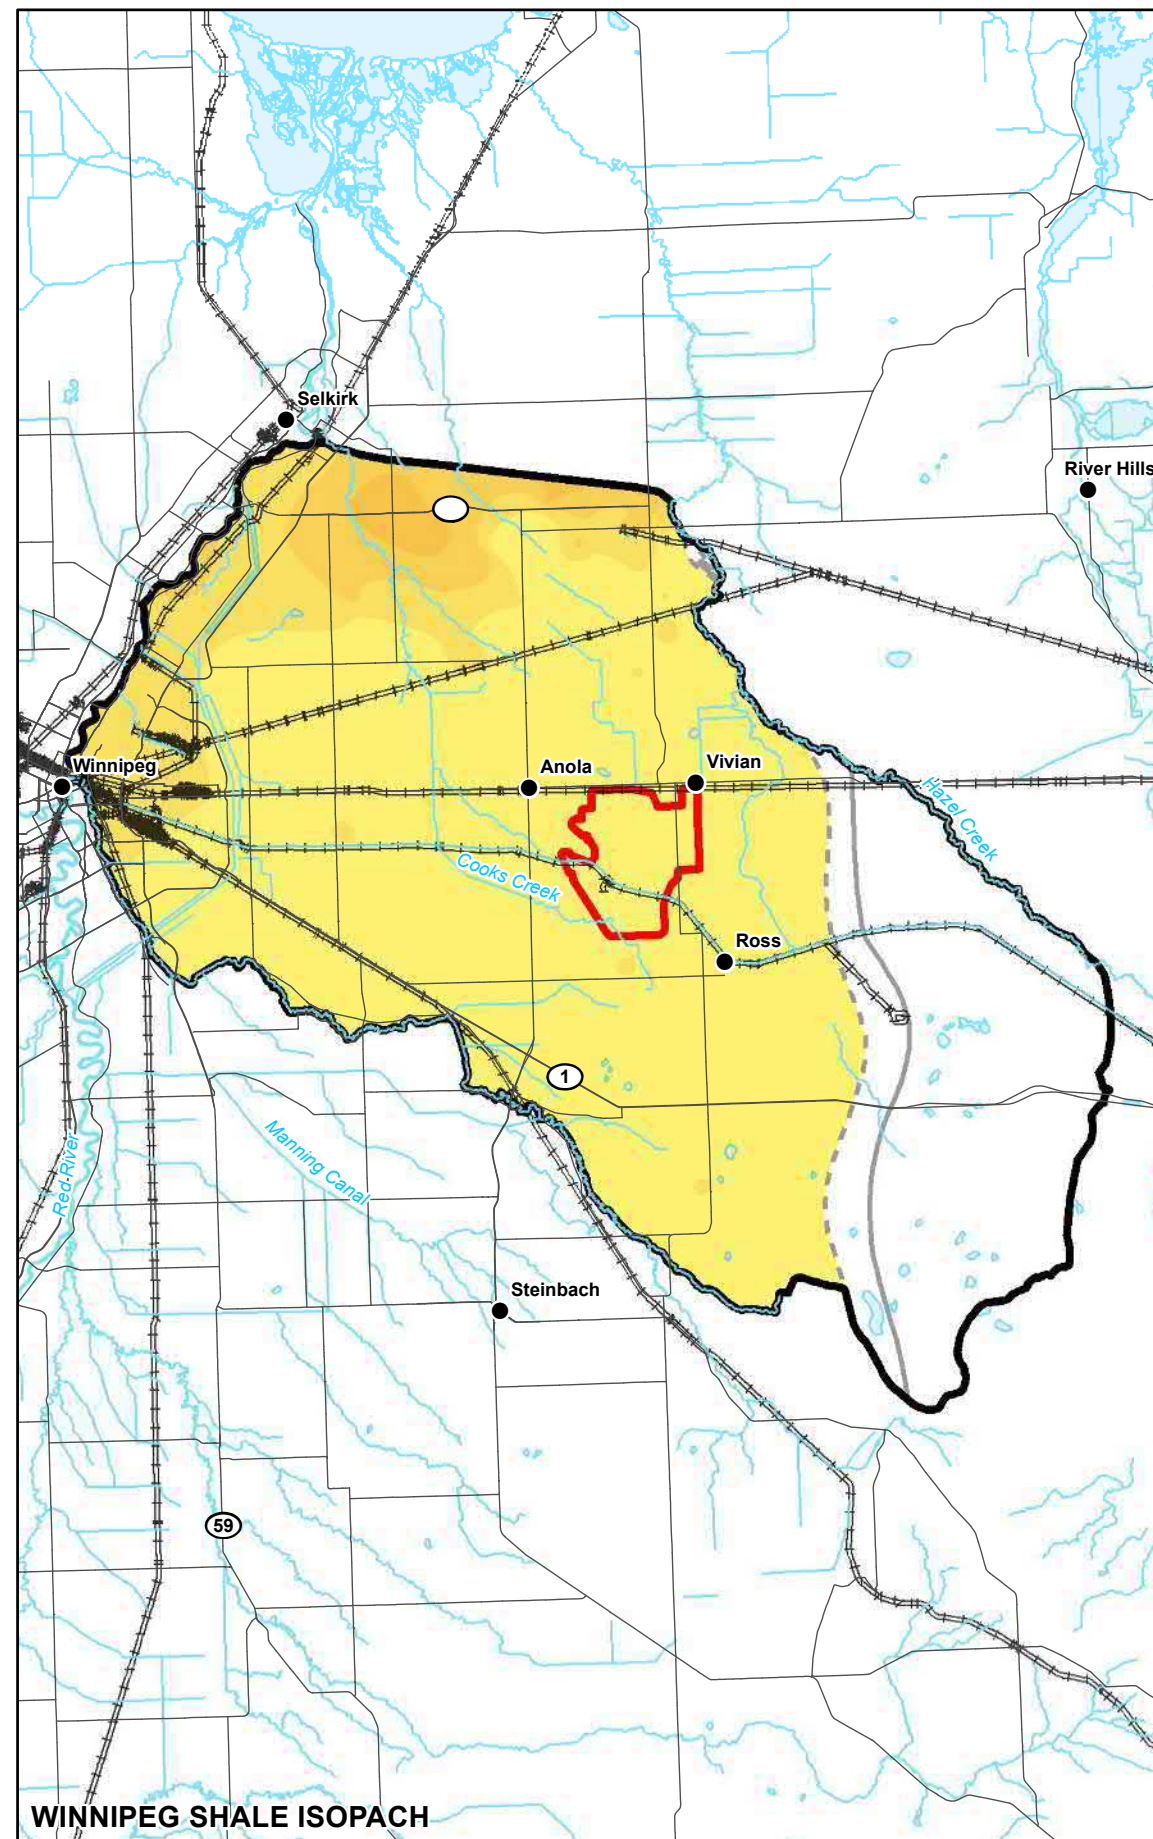 Selkirk
River Hills
Winnipeg
Anola
Vivian
Hazel Creek
Cooks Creek
Ross
1
Manning Canal
Red River
Steinbach
59
WINNIPEG SHALE ISOPACH